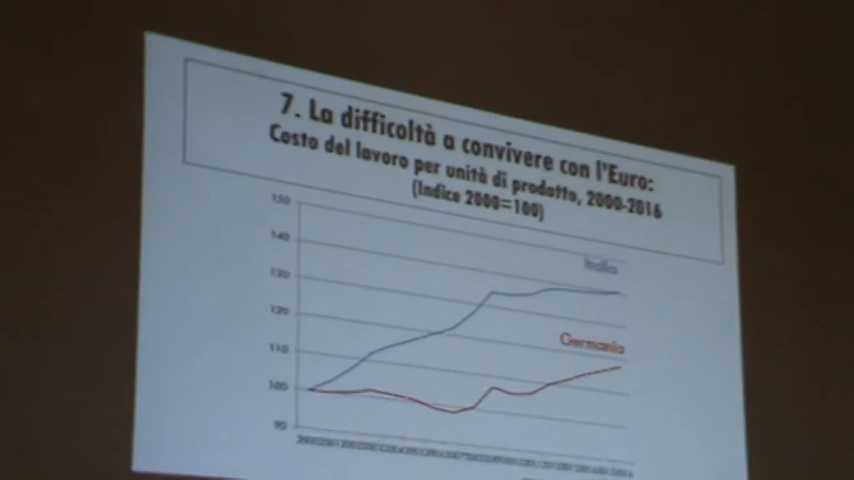 7. La difficoltà a convivere con l'Euro:
Costo del lavoro per unità di prodotto, 2000-2016
(Indice 2000=100)
150
140
130
120
110
100
90
Italia
Germania